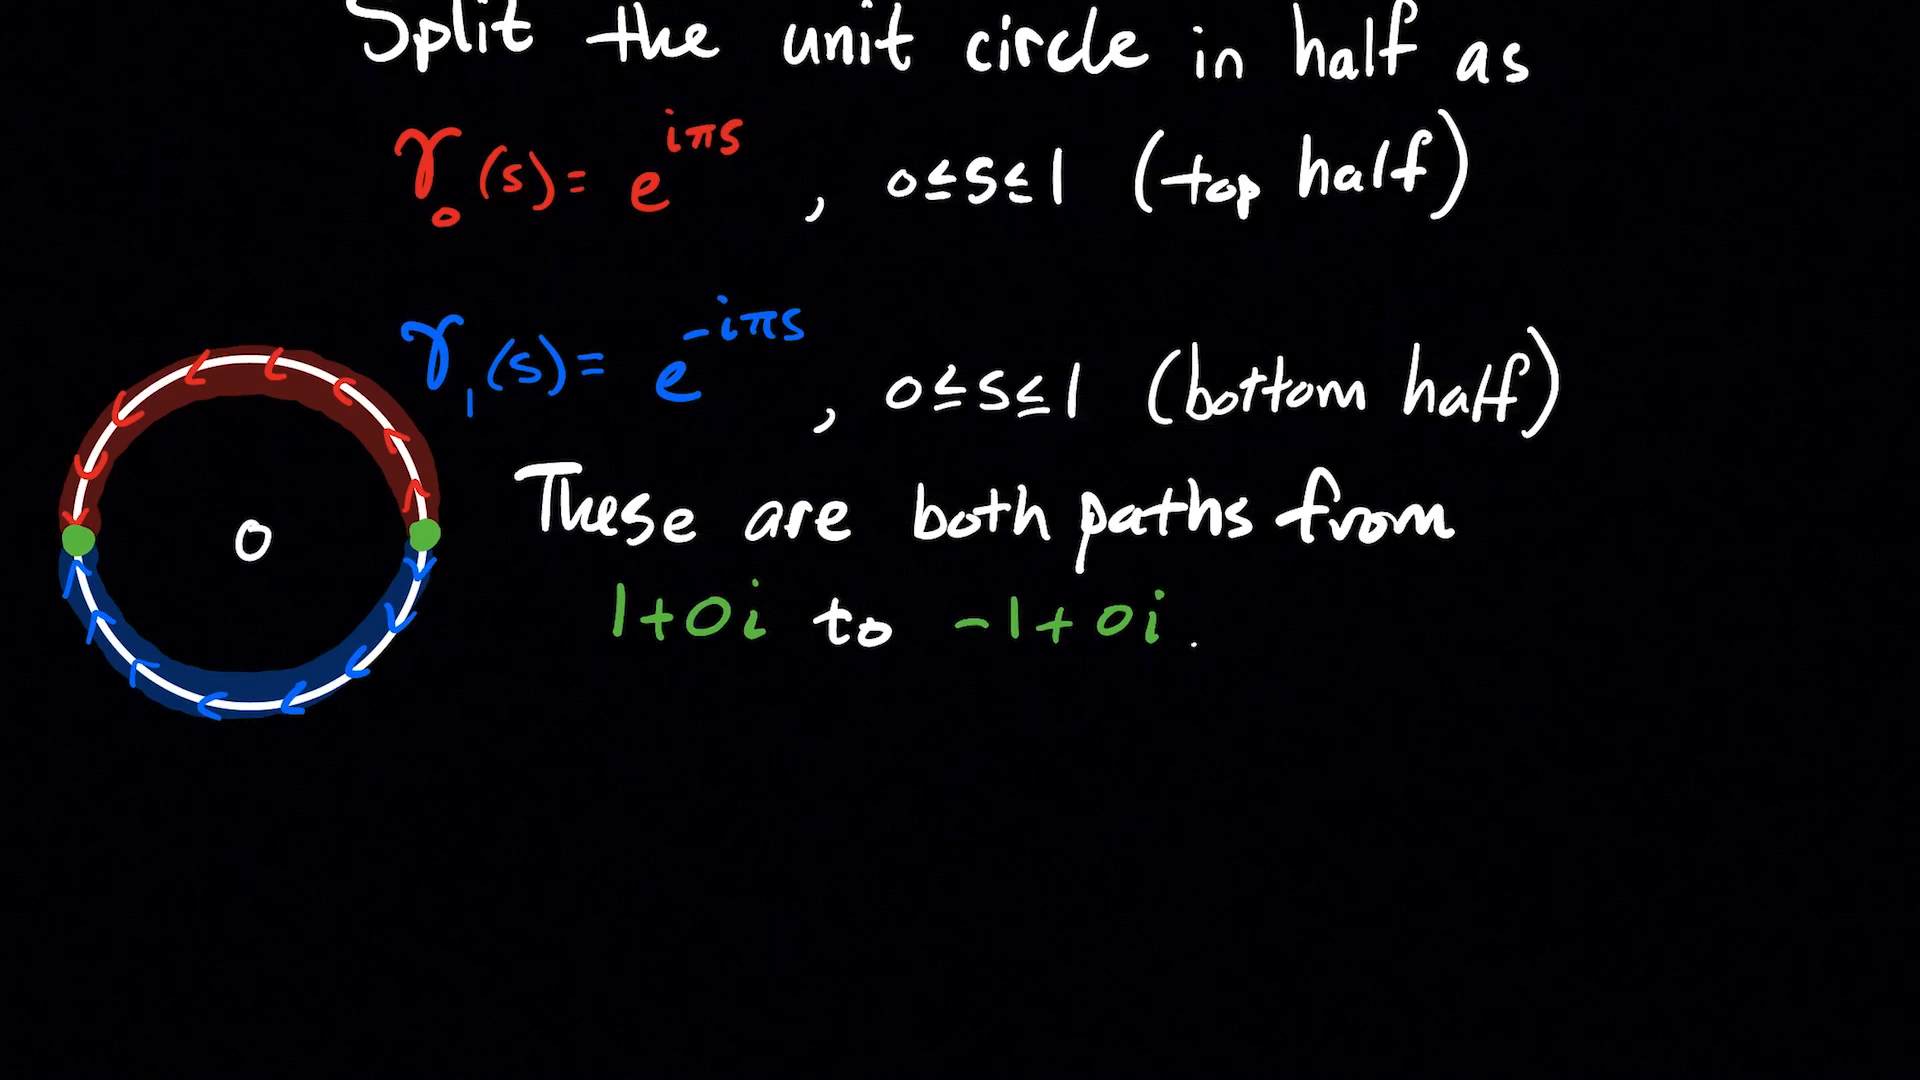 Split the unit circle in half as
γ₀(s) = e^{iπs}, 0≤s≤1 (top half)
γ₁(s) = e^{-iπs}, 0≤s≤1 (bottom half)
These are both paths from
0
1+0i to -1+0i.